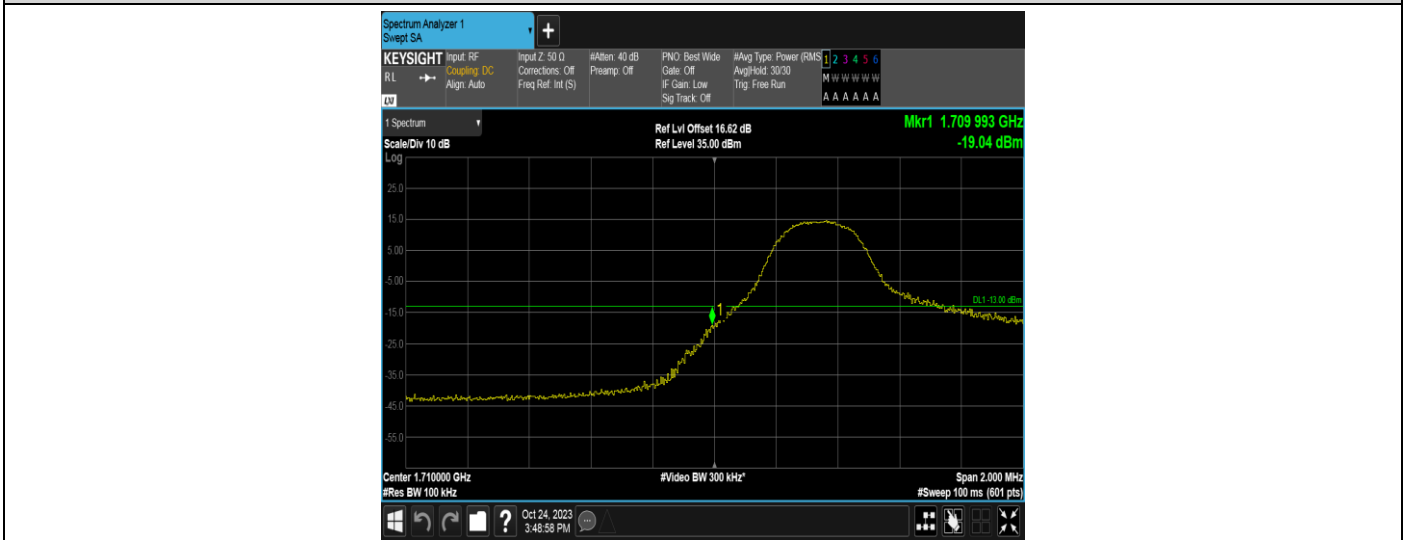 Spectrum Analyzer 1
Swept SA
+
KEYSIGHT
RL
LXI
Input: RF
Coupling: DC
Align: Auto
Input Z: 50 Ω
Corrections: Off
Freq Ref: Int (S)
#Atten: 40 dB
Preamp: Off
PNO: Best Wide
Gate: Off
IF Gain: Low
Sig Track: Off
#Avg Type: Power (RMS
Avg|Hold: 30/30
Trig: Free Run
1 2 3 4 5 6
M W W W W W
A A A A A A
1 Spectrum
Scale/Div 10 dB
Log
Ref Lvl Offset 16.62 dB
Ref Level 35.00 dBm
Mkr1 1.709 993 GHz
-19.04 dBm
25.0
15.0
5.00
-5.00
-15.0
-25.0
-35.0
-45.0
-55.0
1
DL1 -13.00 dBm
Center 1.710000 GHz
#Res BW 100 kHz
#Video BW 300 kHz*
Span 2.000 MHz
#Sweep 100 ms (601 pts)
?
Oct 24, 2023
3:48:58 PM